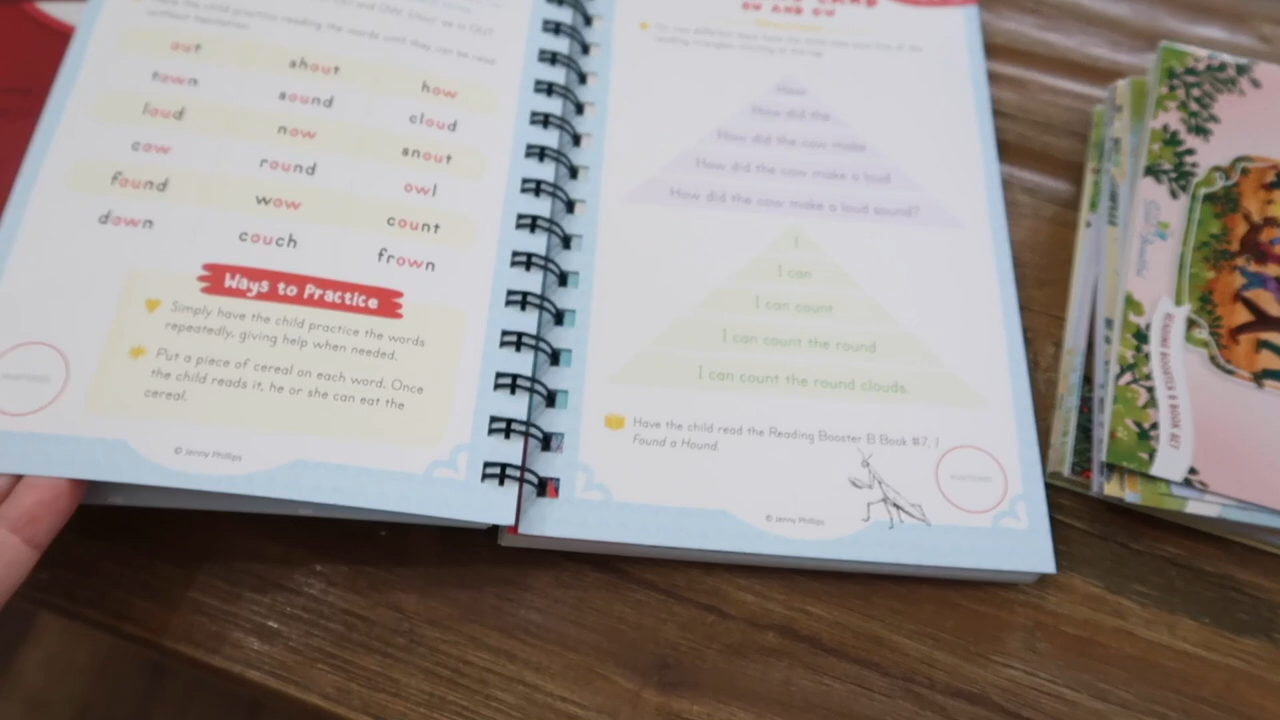 out shout how
town sound cloud
loud now snout
cow round owl
found wow count
down couch frown
Ways to Practice
Simply have the child practice the words
repeatedly, giving help when needed.
Put a piece of cereal on each word. Once
the child reads it, he or she can eat the
cereal.
© Jenny Phillips
How
How did the
How did the cow make
How did the cow make a loud
How did the cow make a loud sound?
I
I can
I can count
I can count the round
I can count the round clouds.
Have the child read the Reading Booster B Book #7, I
Found a Hound.
© Jenny Phillips
READING BOOSTER B BOOK SET